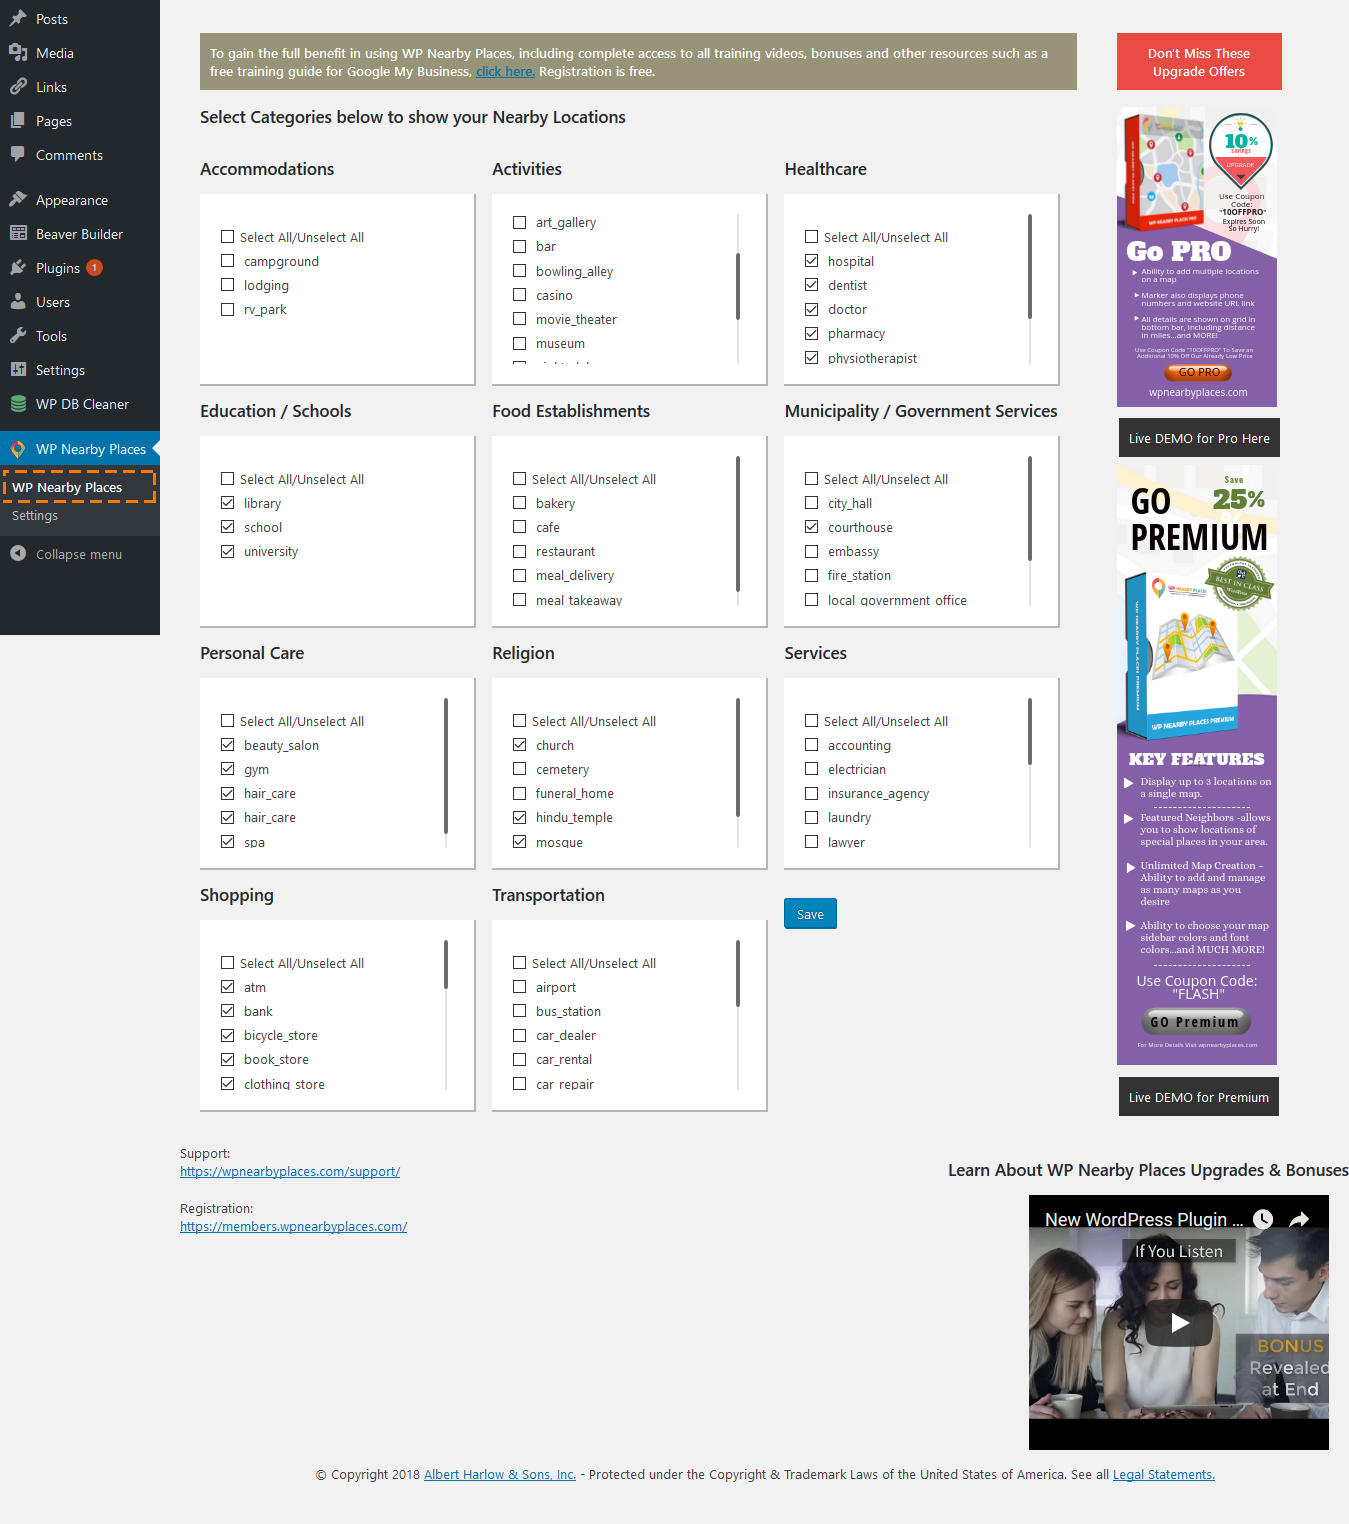 Posts
Media
Links
Pages
Comments
Appearance
Beaver Builder
Plugins 1
Users
Tools
Settings
WP DB Cleaner
WP Nearby Places
WP Nearby Places
Settings
Collapse menu
To gain the full benefit in using WP Nearby Places, including complete access to all training videos, bonuses and other resources such as a
free training guide for Google My Business, click here. Registration is free.
Select Categories below to show your Nearby Locations
Accommodations
Select All/Unselect All
campground
lodging
rv_park
Activities
art_gallery
bar
bowling_alley
casino
movie_theater
museum
Healthcare
Select All/Unselect All
hospital
dentist
doctor
pharmacy
physiotherapist
Education / Schools
Select All/Unselect All
library
school
university
Food Establishments
Select All/Unselect All
bakery
cafe
restaurant
meal_delivery
meal_takeaway
Municipality / Government Services
Select All/Unselect All
city_hall
courthouse
embassy
fire_station
local_government_office
Personal Care
Select All/Unselect All
beauty_salon
gym
hair_care
hair_care
spa
Religion
Select All/Unselect All
church
cemetery
funeral_home
hindu_temple
mosque
Services
Select All/Unselect All
accounting
electrician
insurance_agency
laundry
lawyer
Shopping
Select All/Unselect All
atm
bank
bicycle_store
book_store
clothing_store
Transportation
Select All/Unselect All
airport
bus_station
car_dealer
car_rental
car_repair
Save
Don't Miss These
Upgrade Offers
10%
savings
UPGRADE
Use Coupon
Code:
"10OFFPRO"
Expires Soon
So Hurry!
WP NEARBY PLACES PRO
Go PRO
Ability to add multiple locations
on a map
Marker also displays phone
numbers and website URL link
All details are shown on grid in
bottom bar, including distance
in miles...and MORE!
Use Coupon Code "10OFFPRO" To Save an
Additional 10% Off Our Already Low Price
GO PRO
wpnearbyplaces.com
Live DEMO for Pro Here
Save
25%
GO
PREMIUM
BEST IN CLASS
WP NEARBY PLACES PREMIUM
WP NEARBY PLACES PREMIUM
KEY FEATURES
Display up to 3 locations on
a single map.
Featured Neighbors -allows
you to show locations of
special places in your area.
Unlimited Map Creation –
Ability to add and manage
as many maps as you
desire
Ability to choose your map
sidebar colors and font
colors...and MUCH MORE!
Use Coupon Code:
"FLASH"
GO Premium
For More Details Visit wpnearbyplaces.com
Live DEMO for Premium
Support:
https://wpnearbyplaces.com/support/
Registration:
https://members.wpnearbyplaces.com/
Learn About WP Nearby Places Upgrades & Bonuses
New WordPress Plugin ...
If You Listen
BONUS
Revealed
at End
© Copyright 2018 Albert Harlow & Sons, Inc. - Protected under the Copyright & Trademark Laws of the United States of America. See all Legal Statements.